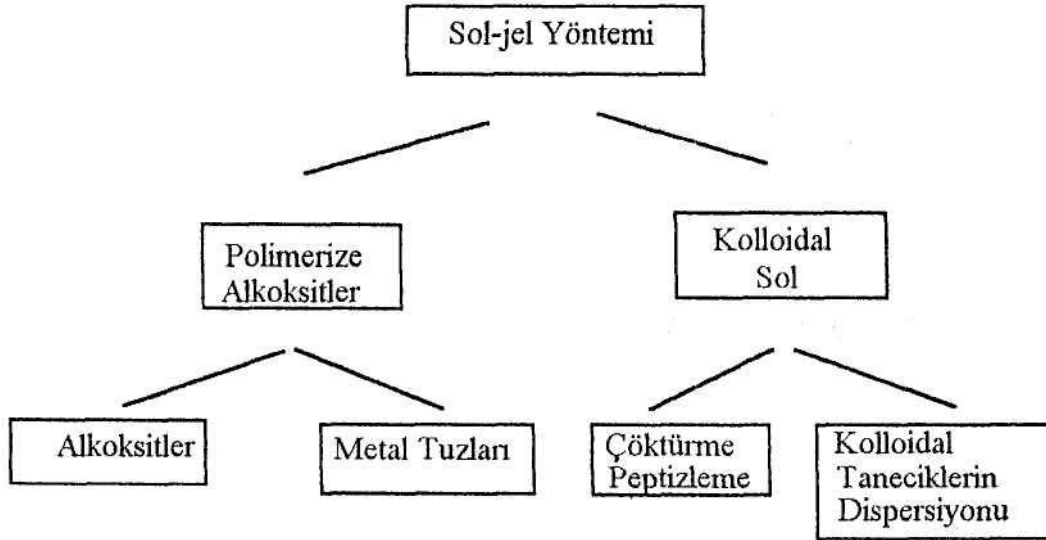 Sol-jel Yöntemi
Polimerize
Alkoksitler
Kolloidal
Sol
Alkoksitler
Metal Tuzları
Çöktürme
Peptizleme
Kolloidal
Taneciklerin
Dispersiyonu